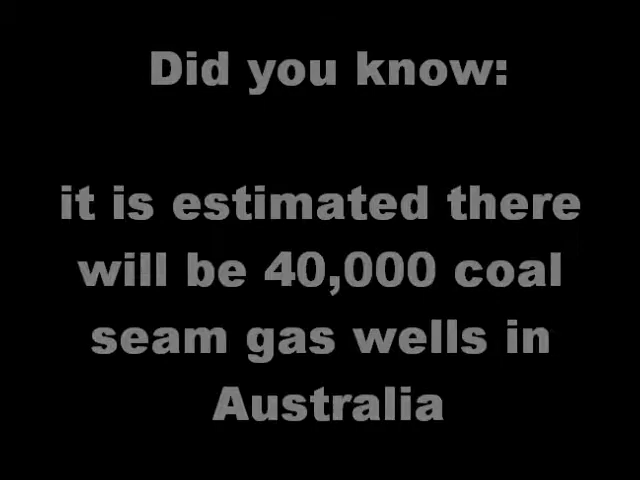 Did you know:
it is estimated there
will be 40,000 coal
seam gas wells in
Australia